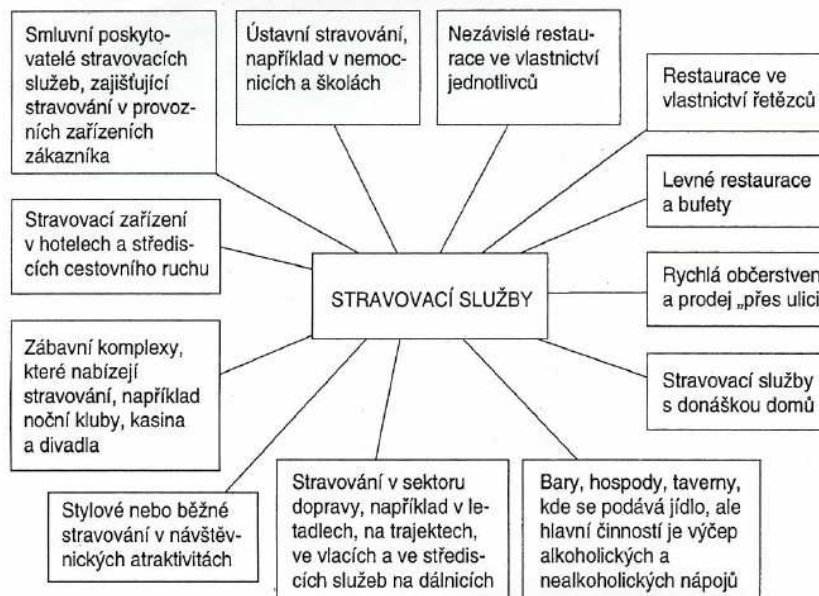 Smluvní poskyto-
vatelé stravovacích
služeb, zajišťující
stravování v provoz-
ních zařízeních
zákazníka
Ústavní stravování,
například v nemoc-
nicích a školách
Nezávislé restau-
race ve vlastnictví
jednotlivců
Restaurace ve
vlastnictví řetězců
Levné restaurace
a bufety
Stravovací zařízení
v hotelech a středis-
cích cestovního ruchu
STRAVOVACÍ SLUŽBY
Rychlá občerstven
a prodej „přes ulici
Zábavní komplexy,
které nabízejí
stravování, například
noční kluby, kasina
a divadla
Stravovací služby
s donáškou domů
Stylové nebo běžné
stravování v návštěv-
nických atraktivitách
Stravování v sektoru
dopravy, například v le-
tadlech, na trajektech,
ve vlacích a ve středis-
cích služeb na dálnicích
Bary, hospody, taverny,
kde se podává jídlo, ale
hlavní činností je výčep
alkoholických a
nealkoholických nápojů